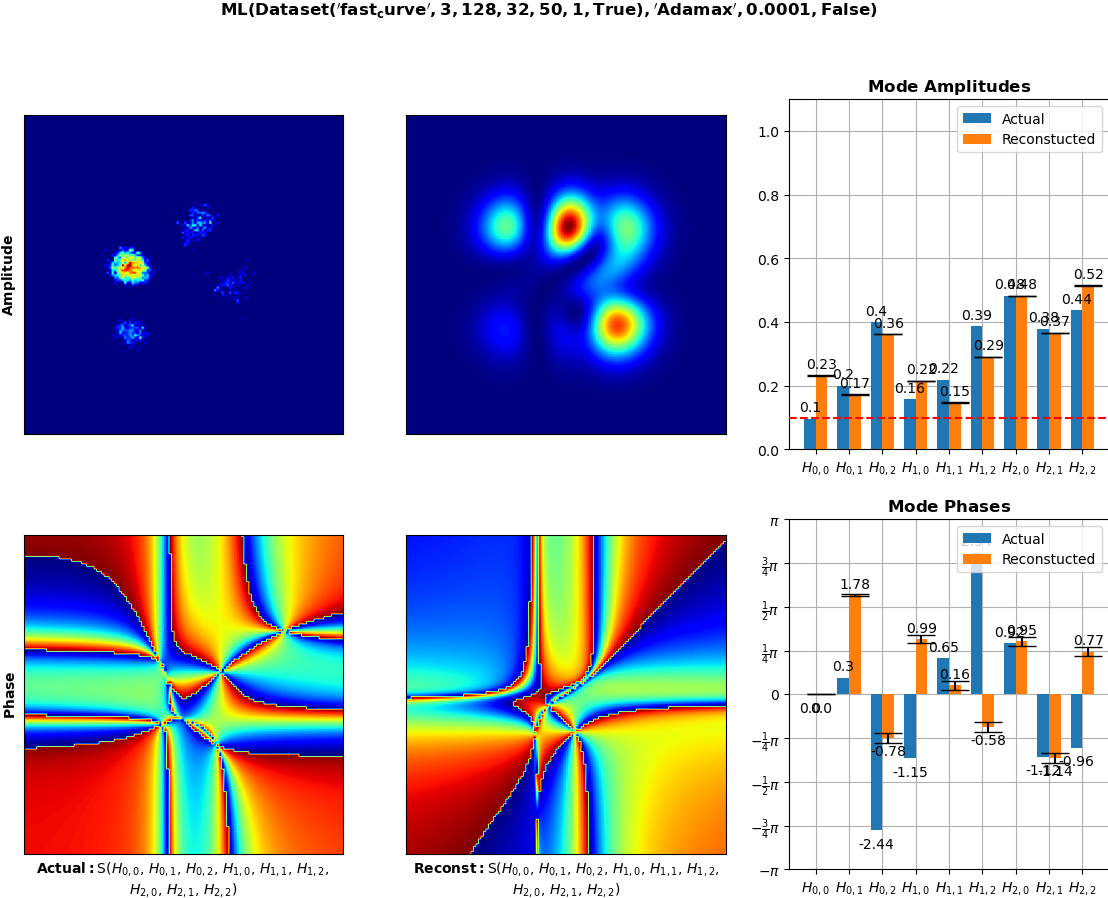 ML(Dataset('fast_curve', 3, 128, 32, 50, 1, True), 'Adamax', 0.0001, False)
Amplitude
Mode Amplitudes
Actual
Reconstucted
1.0
0.8
0.6
0.4
0.2
0.0
0.1 0.23 0.2 0.17 0.4 0.36 0.16 0.22 0.22 0.15 0.39 0.29 0.48 0.48 0.38 0.37 0.44 0.52
H0,0 H0,1 H0,2 H1,0 H1,1 H1,2 H2,0 H2,1 H2,2
Phase
Mode Phases
Actual
Reconstucted
π
3/4π
1/2π
1/4π
0
−1/4π
−1/2π
−3/4π
−π
0.0 0.0 0.3 1.78 -2.44 -0.78 -1.15 0.99 0.65 0.16 -0.58 0.95 -1.14 -0.96 0.77
H0,0 H0,1 H0,2 H1,0 H1,1 H1,2 H2,0 H2,1 H2,2
Actual: S(H0,0, H0,1, H0,2, H1,0, H1,1, H1,2,
H2,0, H2,1, H2,2)
Reconst: S(H0,0, H0,1, H0,2, H1,0, H1,1, H1,2,
H2,0, H2,1, H2,2)